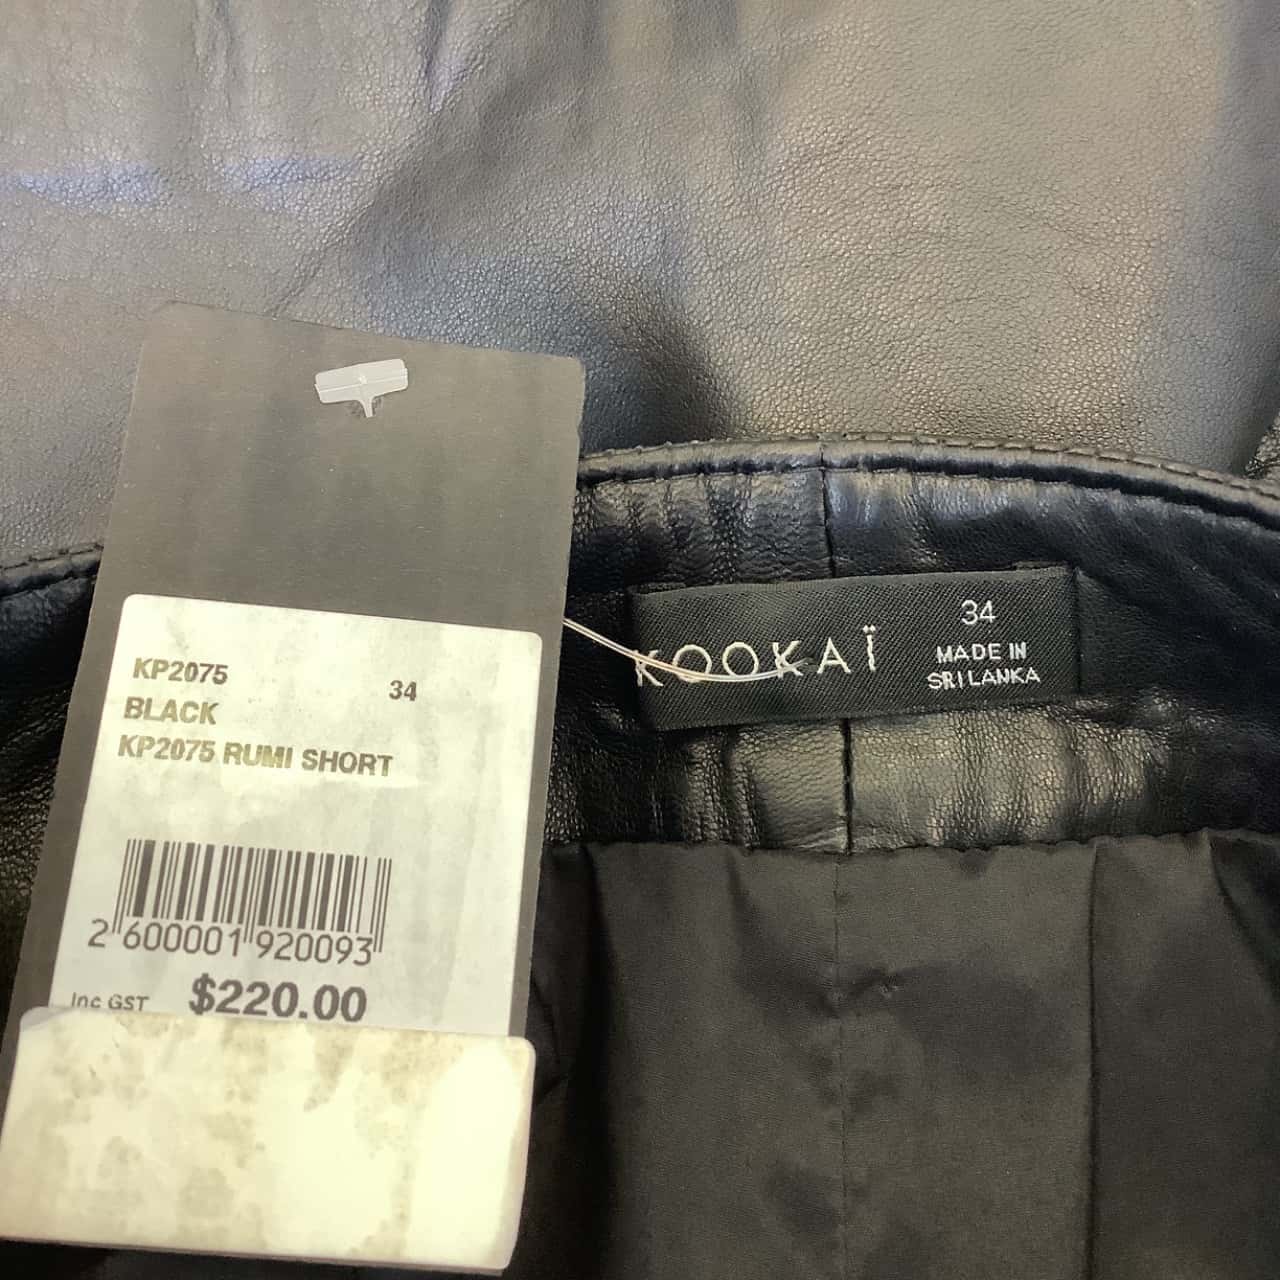 KP2075 34
BLACK
KP2075 RUMI SHORT
2 600001 920093
Inc GST $220.00
KOOKAÏ
34
MADE IN
SRI LANKA